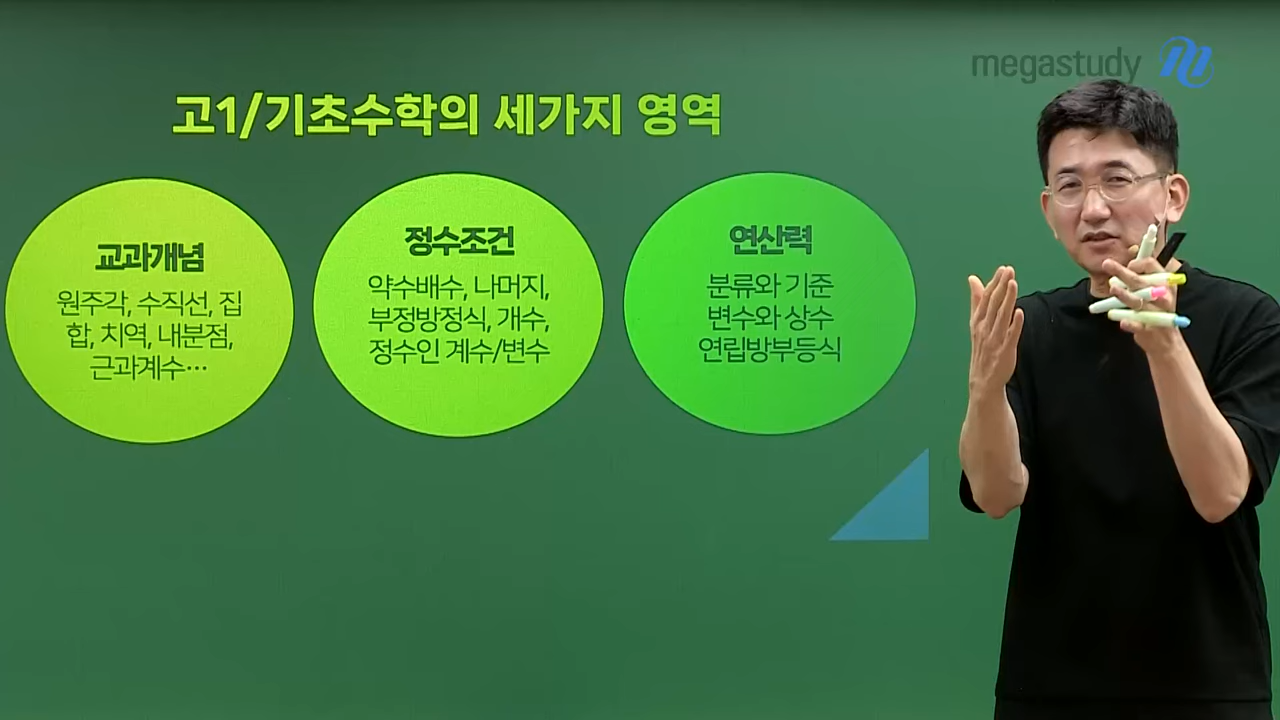 megastudy
고1/기초수학의 세가지 영역
교과개념
원주각, 수직선, 집
합, 치역, 내분점,
근과계수…
정수조건
약수배수, 나머지,
부정방정식, 개수,
정수인 계수/변수
연산력
분류와 기준
변수와 상수
연립방부등식